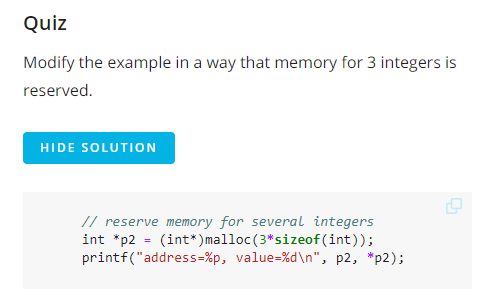 Quiz
Modify the example in a way that memory for 3 integers is
reserved.
HIDE SOLUTION
// reserve memory for several integers
int *p2 = (int*)malloc(3*sizeof(int));
printf("address=%p, value=%d\n", p2, *p2);